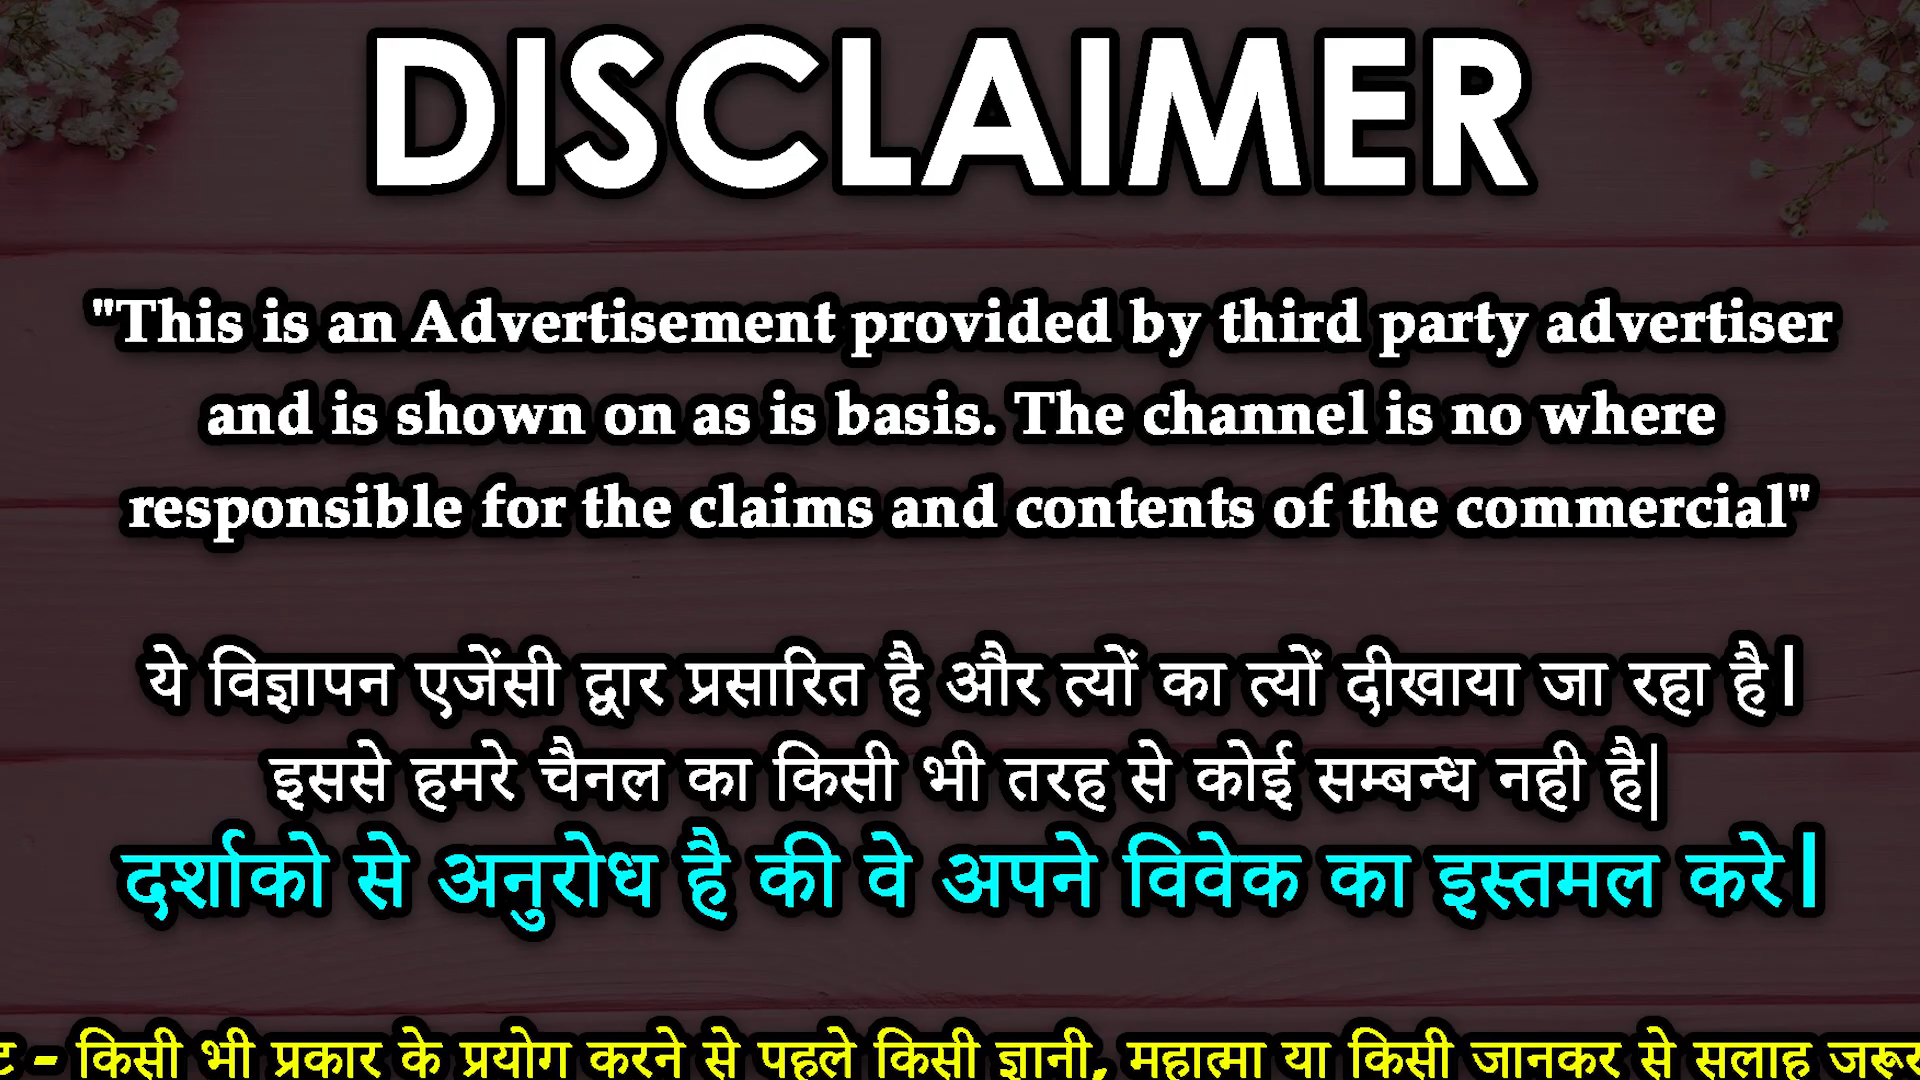 DISCLAIMER
"This is an Advertisement provided by third party advertiser
and is shown on as is basis. The channel is no where
responsible for the claims and contents of the commercial"
ये विज्ञापन एजेंसी द्वार प्रसारित है और त्यों का त्यों दीखाया जा रहा है।
इससे हमरे चैनल का किसी भी तरह से कोई सम्बन्ध नही है|
दर्शाको से अनुरोध है की वे अपने विवेक का इस्तमल करे।
- किसी भी प्रकार के प्रयोग करने से पहले किसी ज्ञानी, महात्मा या किसी जानकर से सलाह जरूर